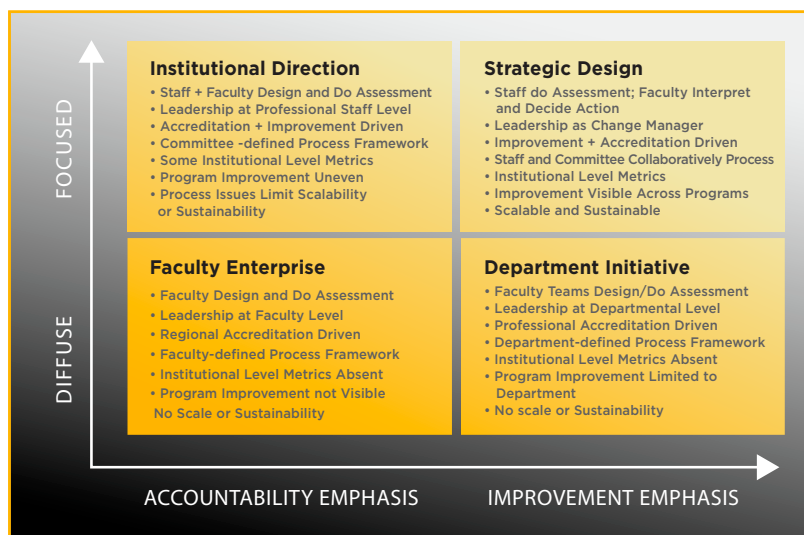 FOCUSED
DIFFUSE
Institutional Direction
• Staff + Faculty Design and Do Assessment
• Leadership at Professional Staff Level
• Accreditation + Improvement Driven
• Committee -defined Process Framework
• Some Institutional Level Metrics
• Program Improvement Uneven
• Process Issues Limit Scalability
or Sustainability
Strategic Design
• Staff do Assessment; Faculty Interpret
and Decide Action
• Leadership as Change Manager
• Improvement + Accreditation Driven
• Staff and Committee Collaboratively Process
• Institutional Level Metrics
• Improvement Visible Across Programs
• Scalable and Sustainable
Faculty Enterprise
• Faculty Design and Do Assessment
• Leadership at Faculty Level
• Regional Accreditation Driven
• Faculty-defined Process Framework
• Institutional Level Metrics Absent
• Program Improvement not Visible
No Scale or Sustainability
Department Initiative
• Faculty Teams Design/Do Assessment
• Leadership at Departmental Level
• Professional Accreditation Driven
• Department-defined Process Framework
• Institutional Level Metrics Absent
• Program Improvement Limited to
Department
• No scale or Sustainability
ACCOUNTABILITY EMPHASIS
IMPROVEMENT EMPHASIS